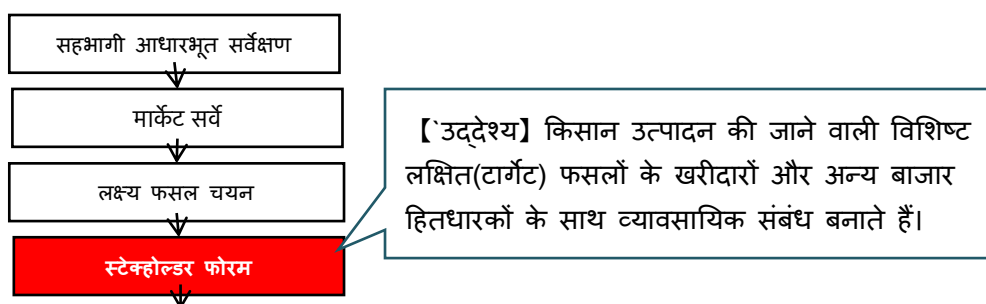 सहभागी आधारभूत सर्वेक्षण
मार्केट सर्वे
लक्ष्य फसल चयन
स्टेक्होल्डर फोरम
【`उद्देश्य】 किसान उत्पादन की जाने वाली विशिष्ट
लक्षित(टार्गेट) फसलों के खरीदारों और अन्य बाजार
हितधारकों के साथ व्यावसायिक संबंध बनाते हैं।